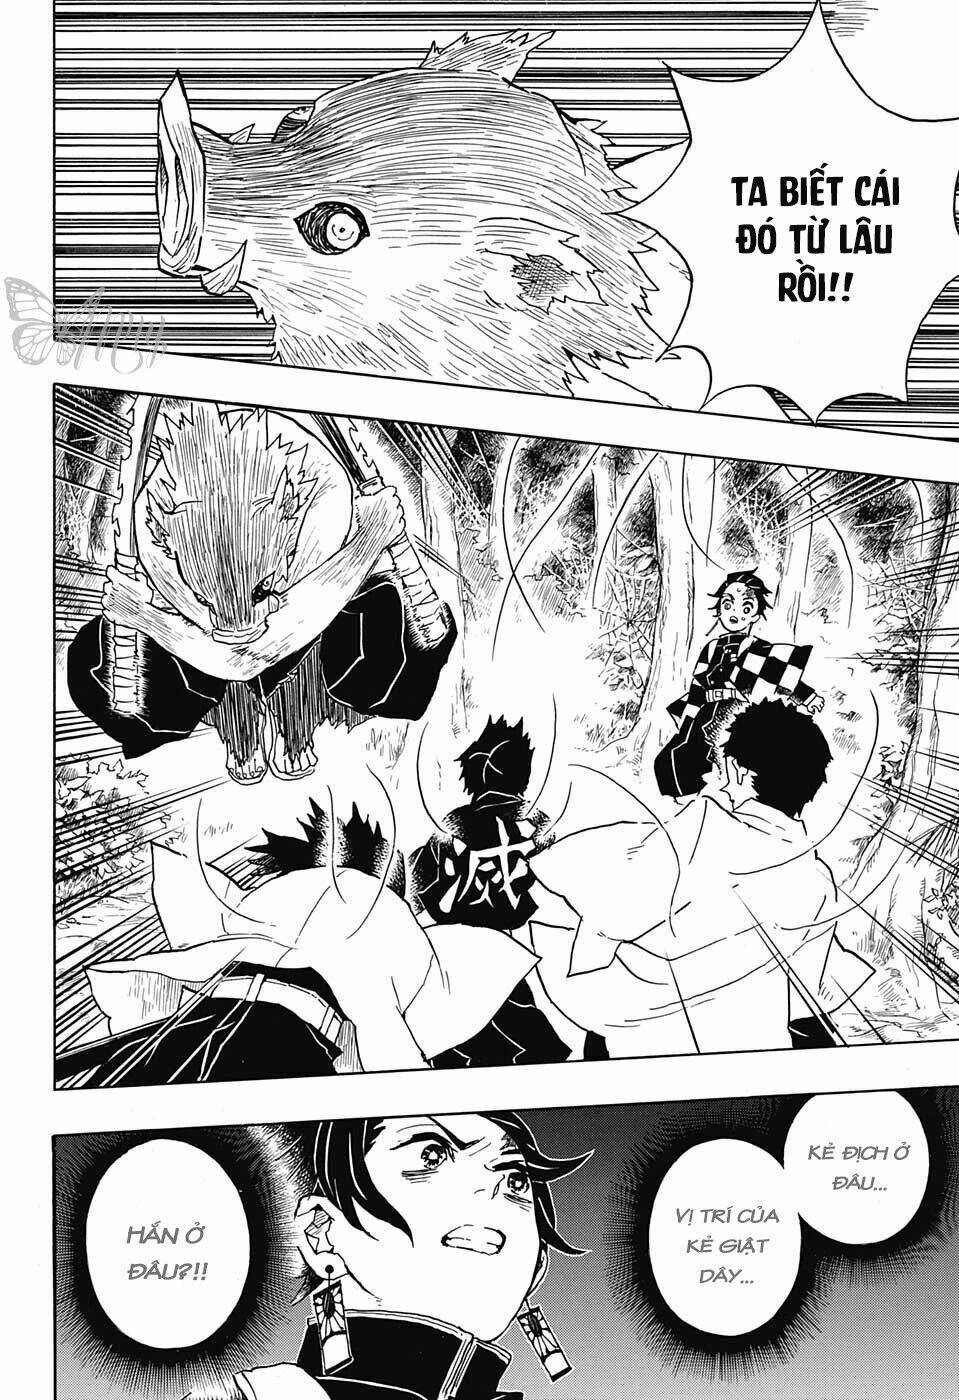 TA BIẾT CÁI
ĐÓ TỪ LÂU
RỒI!!
滅
KẺ ĐỊCH Ở
ĐÂU...
VỊ TRÍ CỦA
KẺ GIẬT
DÂY...
HẮN Ở
ĐÂU?!!